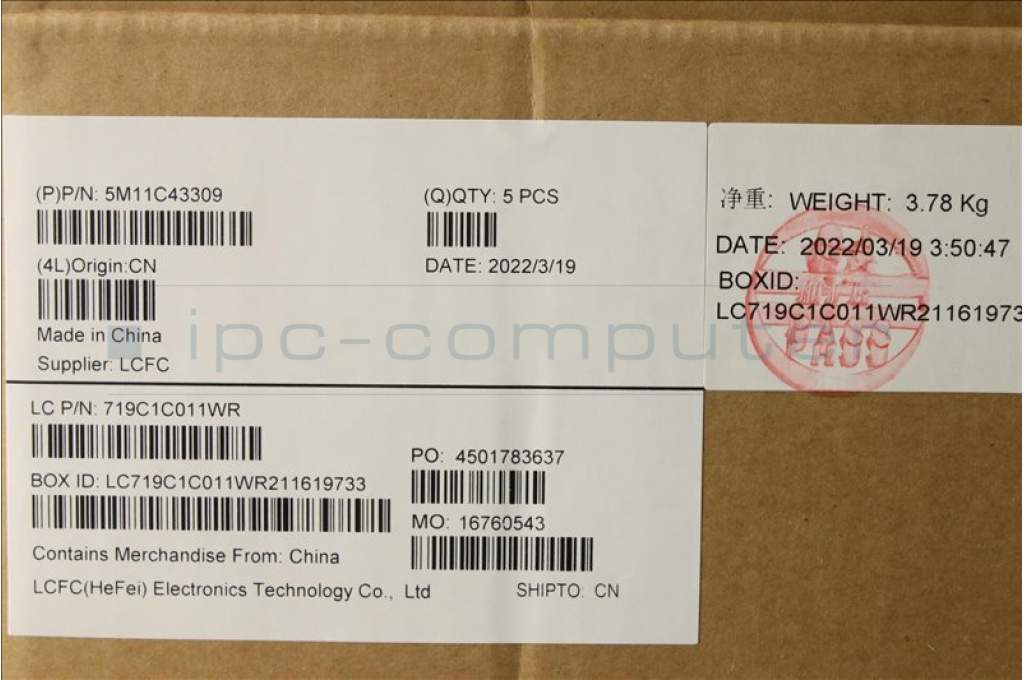 (P)P/N: 5M11C43309
(Q)QTY: 5 PCS
(4L)Origin:CN
DATE: 2022/3/19
Made in China
Supplier: LCFC
净重: WEIGHT: 3.78 Kg
DATE: 2022/03/19 3:50:47
BOXID:
LC719C1C011WR21161973
PASS
ipc-compute
LC P/N: 719C1C011WR
BOX ID: LC719C1C011WR211619733
PO: 4501783637
MO: 16760543
Contains Merchandise From: China
LCFC(HeFei) Electronics Technology Co., Ltd
SHIPTO: CN